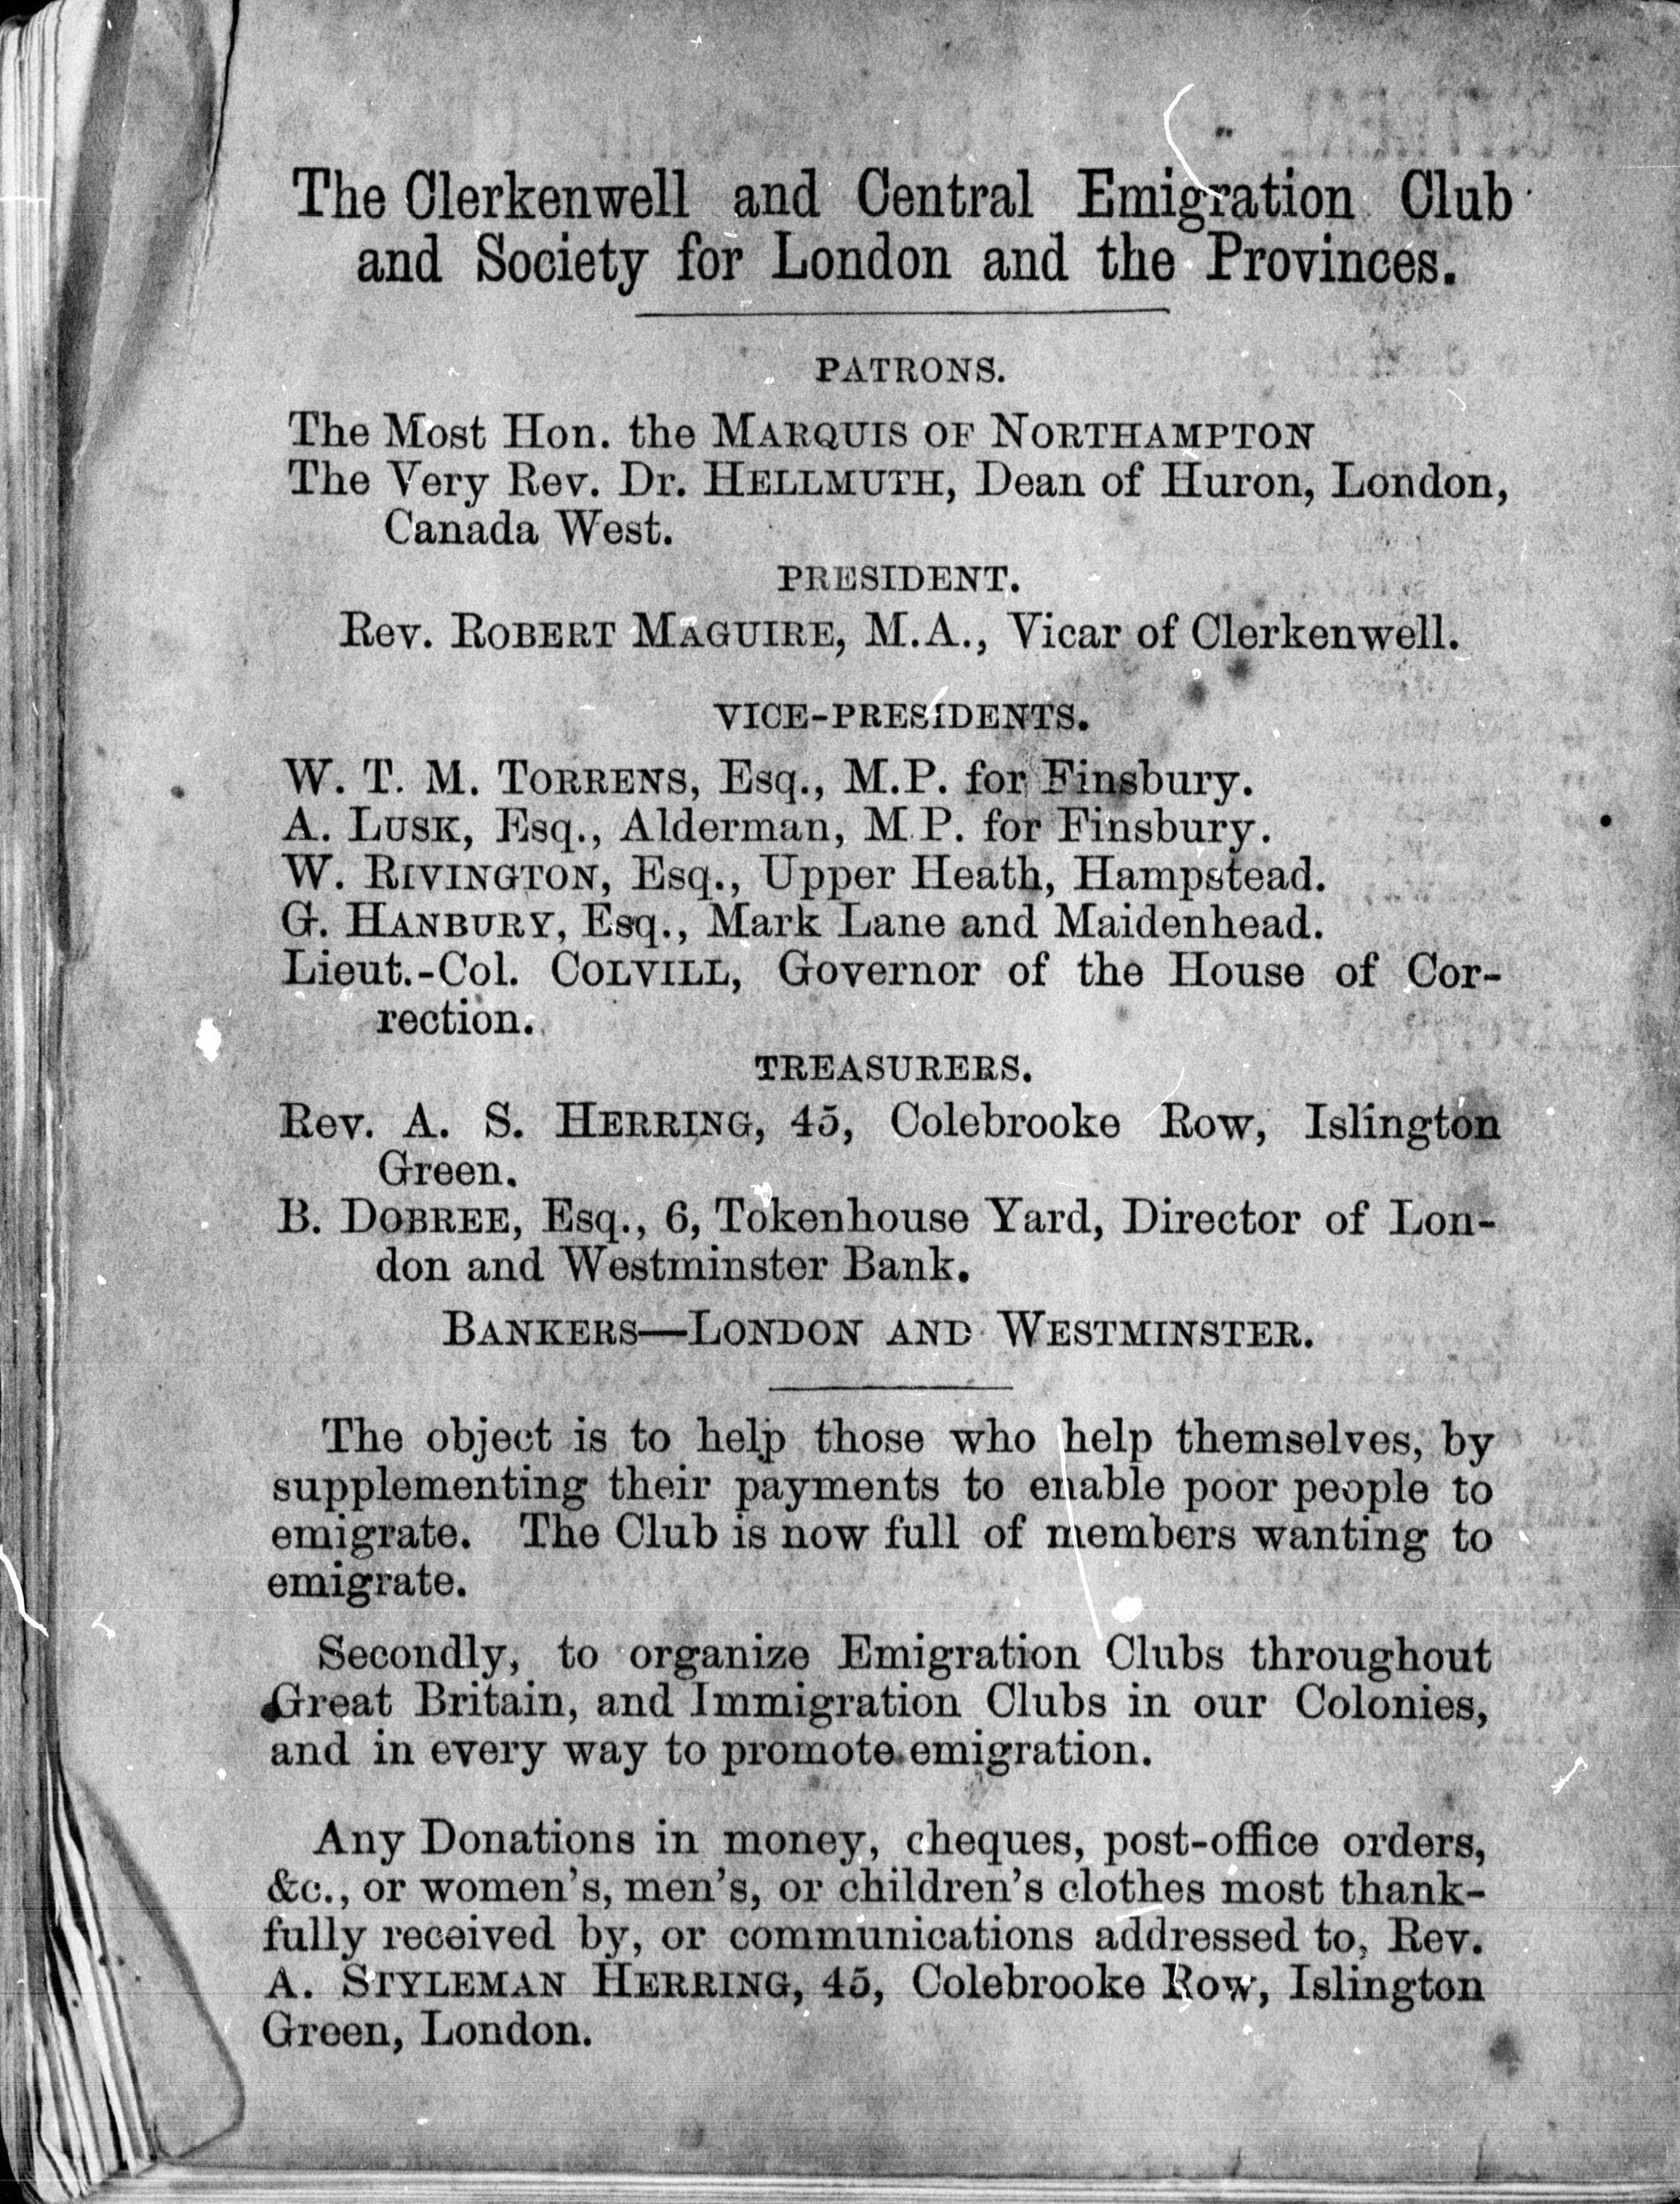 The Clerkenwell and Central Emigration Club
and Society for London and the Provinces.
PATRONS.
The Most Hon. the MARQUIS OF NORTHAMPTON
The Very Rev. Dr. HELLMUTH, Dean of Huron, London,
Canada West.
PRESIDENT.
Rev. ROBERT MAGUIRE, M.A., Vicar of Clerkenwell.
VICE-PRESIDENTS.
W. T. M. TORRENS, Esq., M.P. for Finsbury.
A. LUSK, Esq., Alderman, M.P. for Finsbury.
W. RIVINGTON, Esq., Upper Heath, Hampstead.
G. HANBURY, Esq., Mark Lane and Maidenhead.
Lieut.-Col. COLVILL, Governor of the House of Cor-
rection.
TREASURERS.
Rev. A. S. HERRING, 45, Colebrooke Row, Islington
Green.
B. DOBREE, Esq., 6, Tokenhouse Yard, Director of Lon-
don and Westminster Bank.
BANKERS—LONDON AND WESTMINSTER.
The object is to help those who help themselves, by
supplementing their payments to enable poor people to
emigrate. The Club is now full of members wanting to
emigrate.
Secondly, to organize Emigration Clubs throughout
Great Britain, and Immigration Clubs in our Colonies,
and in every way to promote emigration.
Any Donations in money, cheques, post-office orders,
&c., or women's, men's, or children's clothes most thank-
fully received by, or communications addressed to, Rev.
A. STYLEMAN HERRING, 45, Colebrooke Row, Islington
Green, London.